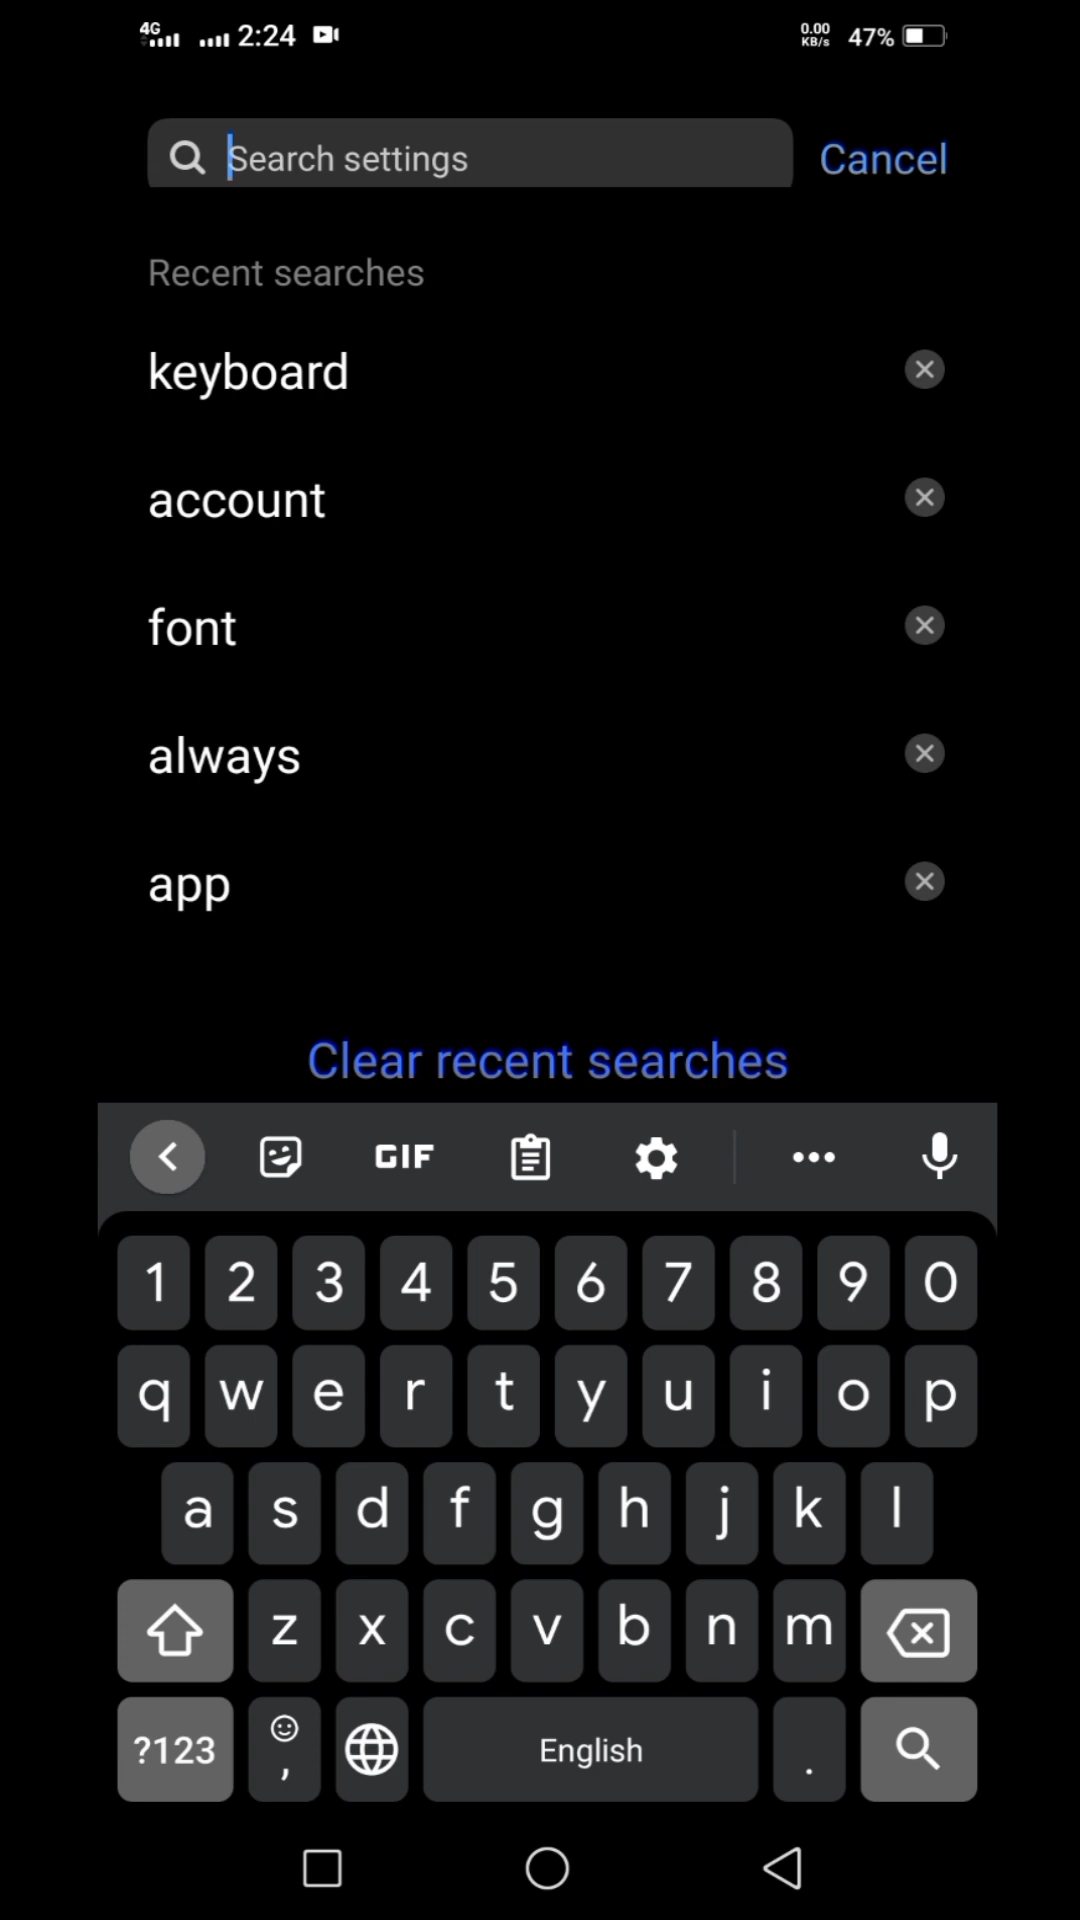 4G 2:24 0.00 KB/s 47%
Search settings Cancel
Recent searches
keyboard
account
font
always
app
Clear recent searches
GIF
1 2 3 4 5 6 7 8 9 0
q w e r t y u i o p
a s d f g h j k l
z x c v b n m
?123 , English .